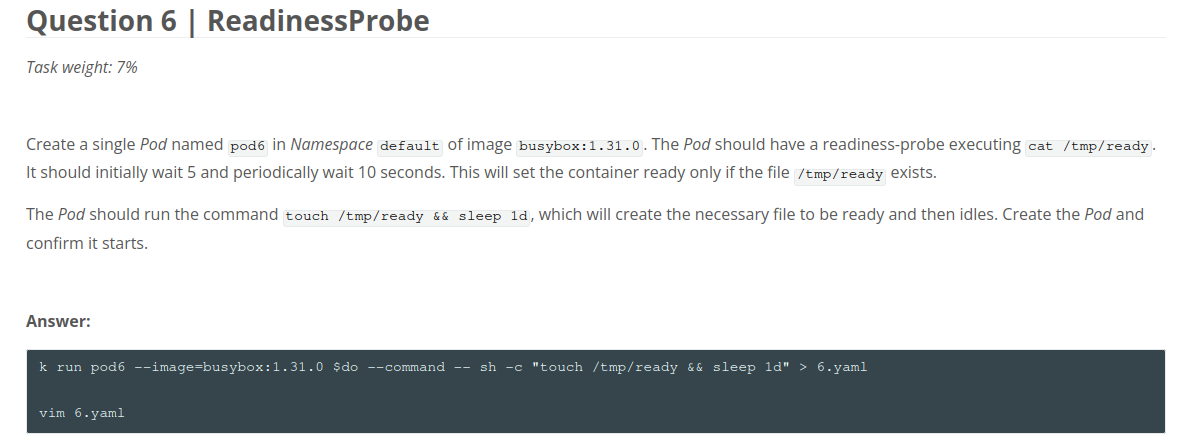 Question 6 | ReadinessProbe
Task weight: 7%
Create a single Pod named pod6 in Namespace default of image busybox:1.31.0. The Pod should have a readiness-probe executing cat /tmp/ready.
It should initially wait 5 and periodically wait 10 seconds. This will set the container ready only if the file /tmp/ready exists.
The Pod should run the command touch /tmp/ready && sleep 1d, which will create the necessary file to be ready and then idles. Create the Pod and
confirm it starts.
Answer:
k run pod6 --image=busybox:1.31.0 $do --command -- sh -c "touch /tmp/ready && sleep 1d" > 6.yaml
vim 6.yaml